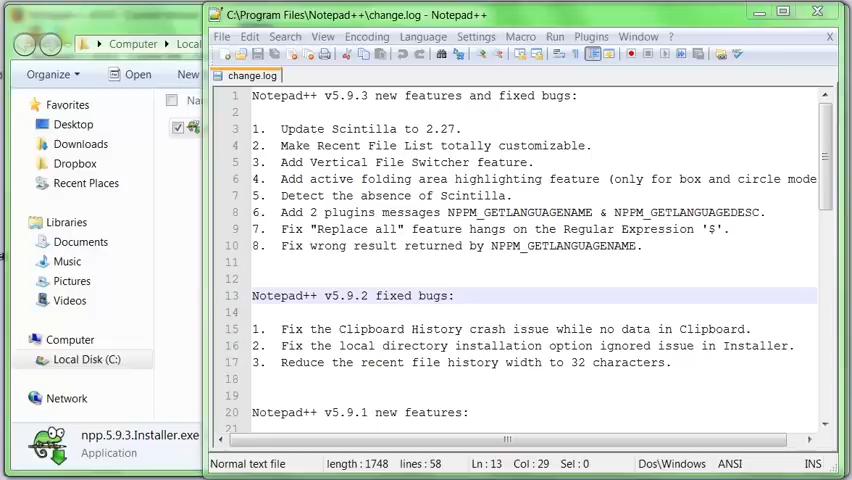 C:\Program Files\Notepad++\change.log - Notepad++
File Edit Search View Encoding Language Settings Macro Run Plugins Window ? X
change.log
1 Notepad++ v5.9.3 new features and fixed bugs:
2
3 1. Update Scintilla to 2.27.
4 2. Make Recent File List totally customizable.
5 3. Add Vertical File Switcher feature.
6 4. Add active folding area highlighting feature (only for box and circle mode
7 5. Detect the absence of Scintilla.
8 6. Add 2 plugins messages NPPM_GETLANGUAGENAME & NPPM_GETLANGUAGEDESC.
9 7. Fix "Replace all" feature hangs on the Regular Expression '$'.
10 8. Fix wrong result returned by NPPM_GETLANGUAGENAME.
11
12
13 Notepad++ v5.9.2 fixed bugs:
14
15 1. Fix the Clipboard History crash issue while no data in Clipboard.
16 2. Fix the local directory installation option ignored issue in Installer.
17 3. Reduce the recent file history width to 32 characters.
18
19
20 Notepad++ v5.9.1 new features:
21
Normal text file length : 1748 lines : 58 Ln : 13 Col : 29 Sel : 0 Dos\Windows ANSI INS
Computer Local
Organize Open New
Na
Favorites
Desktop
Downloads
Dropbox
Recent Places
Libraries
Documents
Music
Pictures
Videos
Computer
Local Disk (C:)
Network
npp.5.9.3.Installer.exe
Application